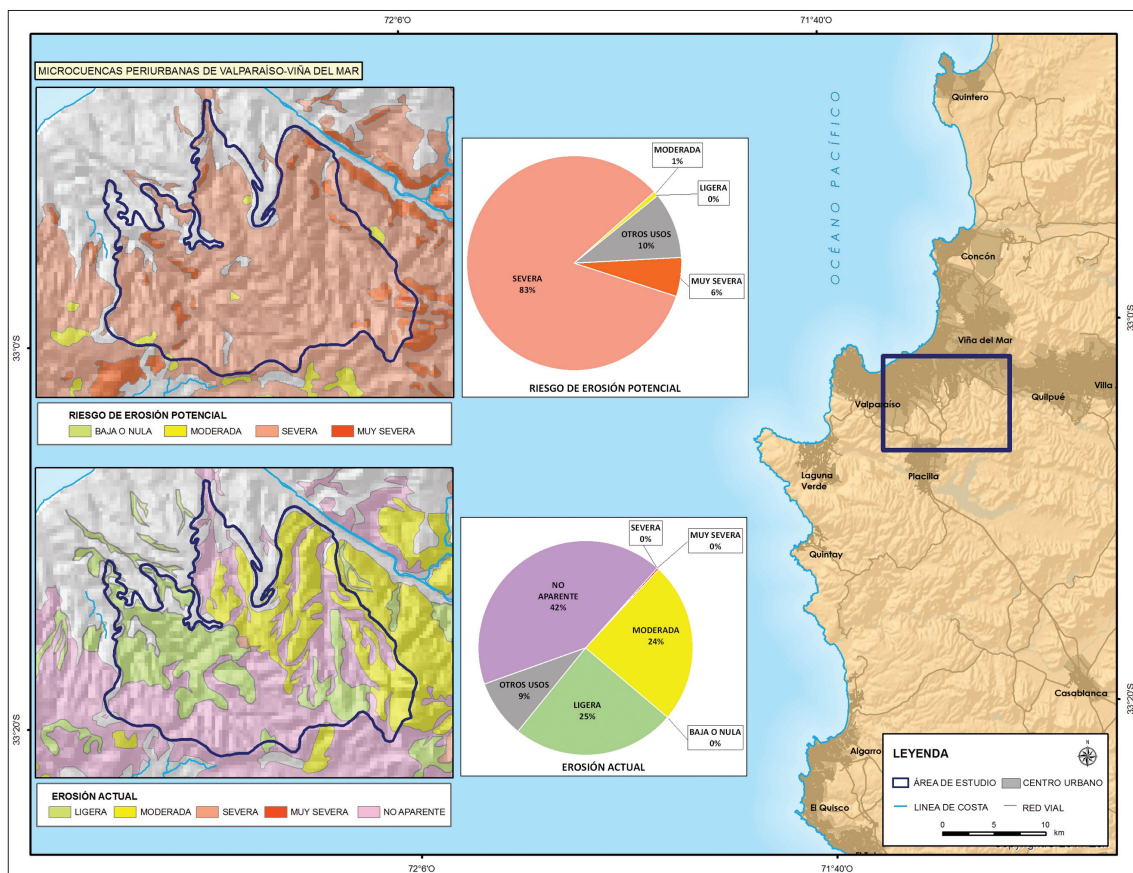 72°6'O
71°40'O
MICROCUENCAS PERIURBANAS DE VALPARAÍSO-VIÑA DEL MAR
33°0'S
RIESGO DE EROSIÓN POTENCIAL
BAJA O NULA
MODERADA
SEVERA
MUY SEVERA
MODERADA
1%
LIGERA
0%
OTROS USOS
10%
MUY SEVERA
6%
SEVERA
83%
RIESGO DE EROSIÓN POTENCIAL
33°20'S
EROSIÓN ACTUAL
LIGERA
MODERADA
SEVERA
MUY SEVERA
NO APARENTE
SEVERA
0%
MUY SEVERA
0%
NO
APARENTE
42%
MODERADA
24%
OTROS USOS
9%
LIGERA
25%
BAJA O NULA
0%
EROSIÓN ACTUAL
OCÉANO PACÍFICO
Quintero
Concón
Viña del Mar
Valparaíso
Quilpué
Villa
Laguna
Verde
Placilla
Quintay
Casablanca
Algarro
El Quisco
33°0'S
33°20'S
LEYENDA
N
ÁREA DE ESTUDIO
CENTRO URBANO
LINEA DE COSTA
RED VIAL
0
5
10
km
72°6'O
71°40'O